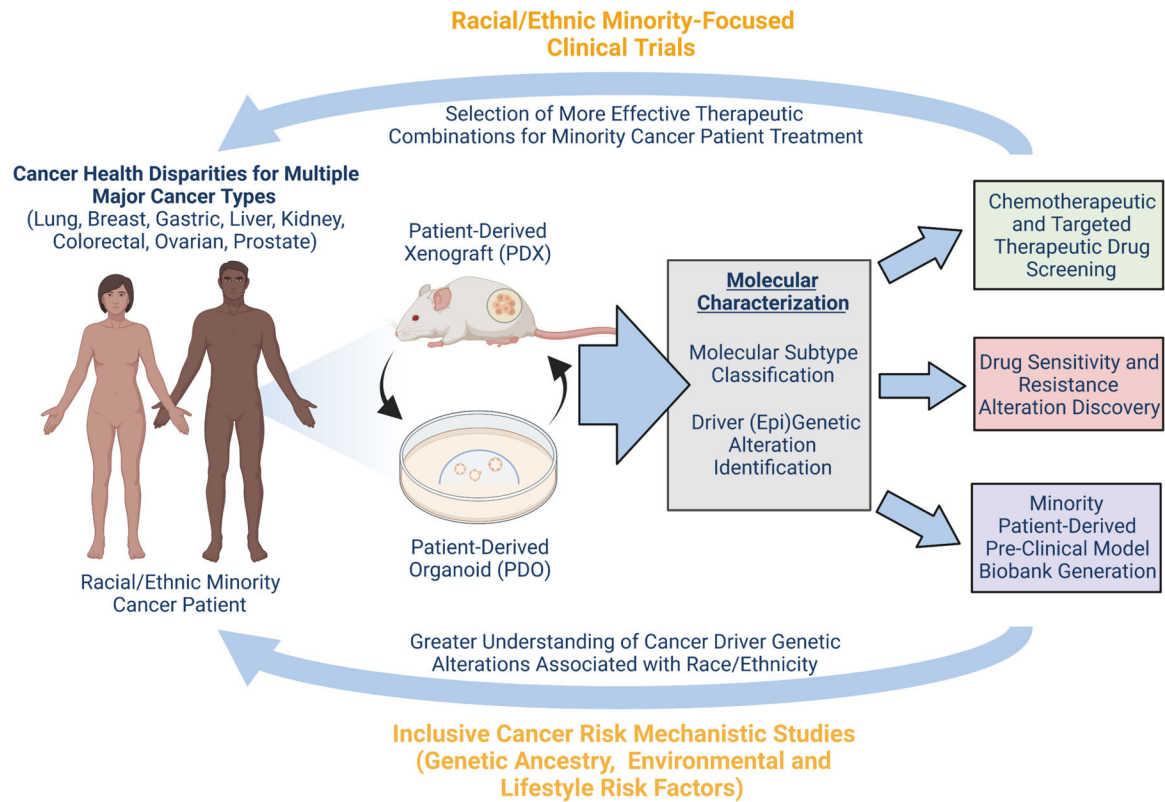 Racial/Ethnic Minority-Focused
Clinical Trials
Selection of More Effective Therapeutic
Combinations for Minority Cancer Patient Treatment
Cancer Health Disparities for Multiple
Major Cancer Types
(Lung, Breast, Gastric, Liver, Kidney,
Colorectal, Ovarian, Prostate)
Patient-Derived
Xenograft (PDX)
Patient-Derived
Organoid (PDO)
Racial/Ethnic Minority
Cancer Patient
Molecular
Characterization
Molecular Subtype
Classification
Driver (Epi)Genetic
Alteration
Identification
Chemotherapeutic
and Targeted
Therapeutic Drug
Screening
Drug Sensitivity and
Resistance
Alteration Discovery
Minority
Patient-Derived
Pre-Clinical Model
Biobank Generation
Greater Understanding of Cancer Driver Genetic
Alterations Associated with Race/Ethnicity
Inclusive Cancer Risk Mechanistic Studies
(Genetic Ancestry, Environmental and
Lifestyle Risk Factors)